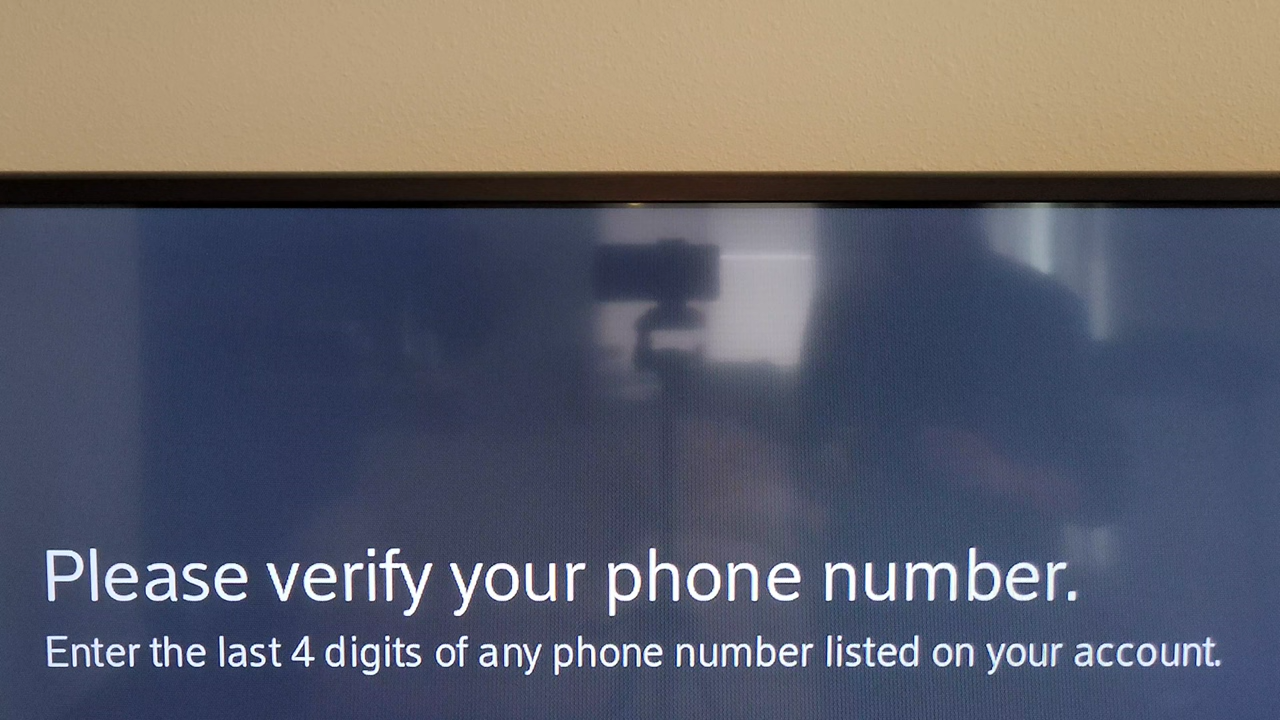 Please verify your phone number.
Enter the last 4 digits of any phone number listed on your account.